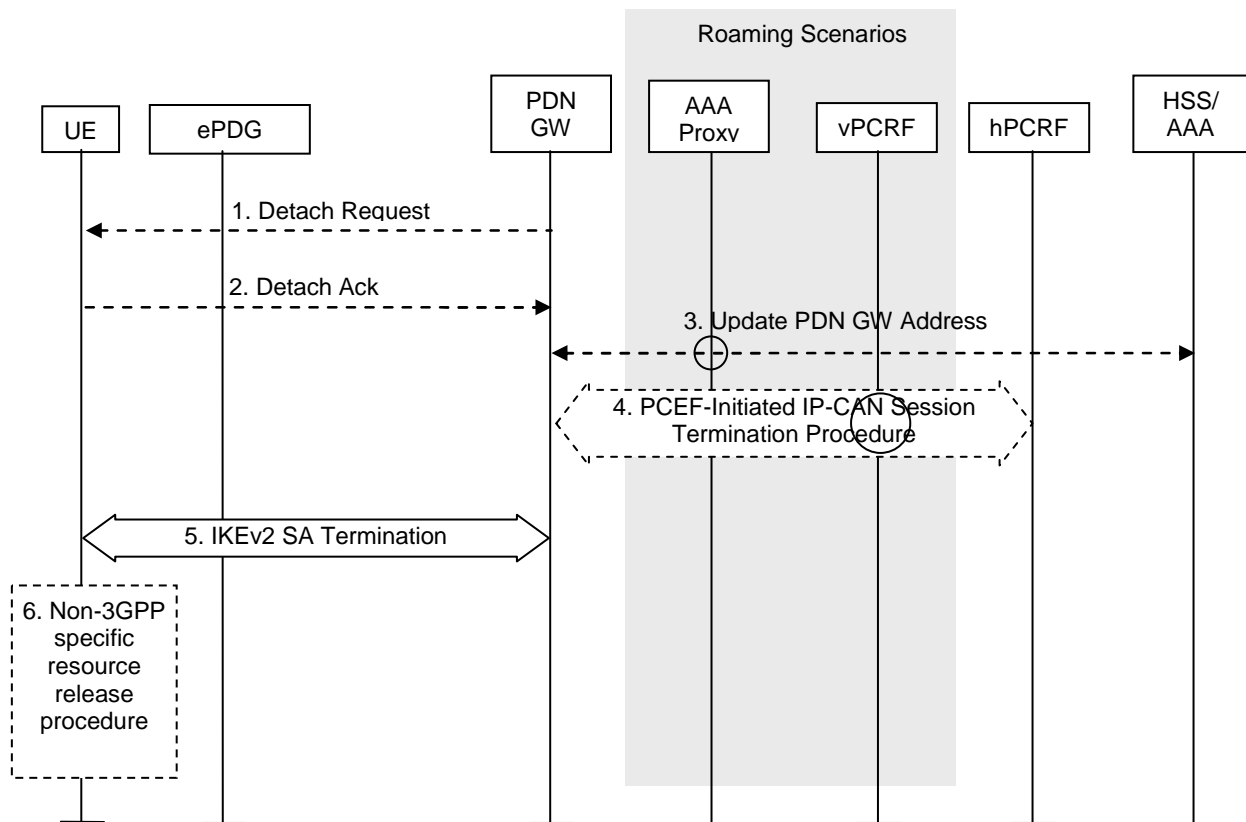 Roaming Scenarios
UE
ePDG
PDN
GW
AAA
Proxy
vPCRF
hPCRF
HSS/
AAA
1. Detach Request
2. Detach Ack
3. Update PDN GW Address
4. PCEF-Initiated IP-CAN Session
Termination Procedure
5. IKEv2 SA Termination
6. Non-3GPP
specific
resource
release
procedure